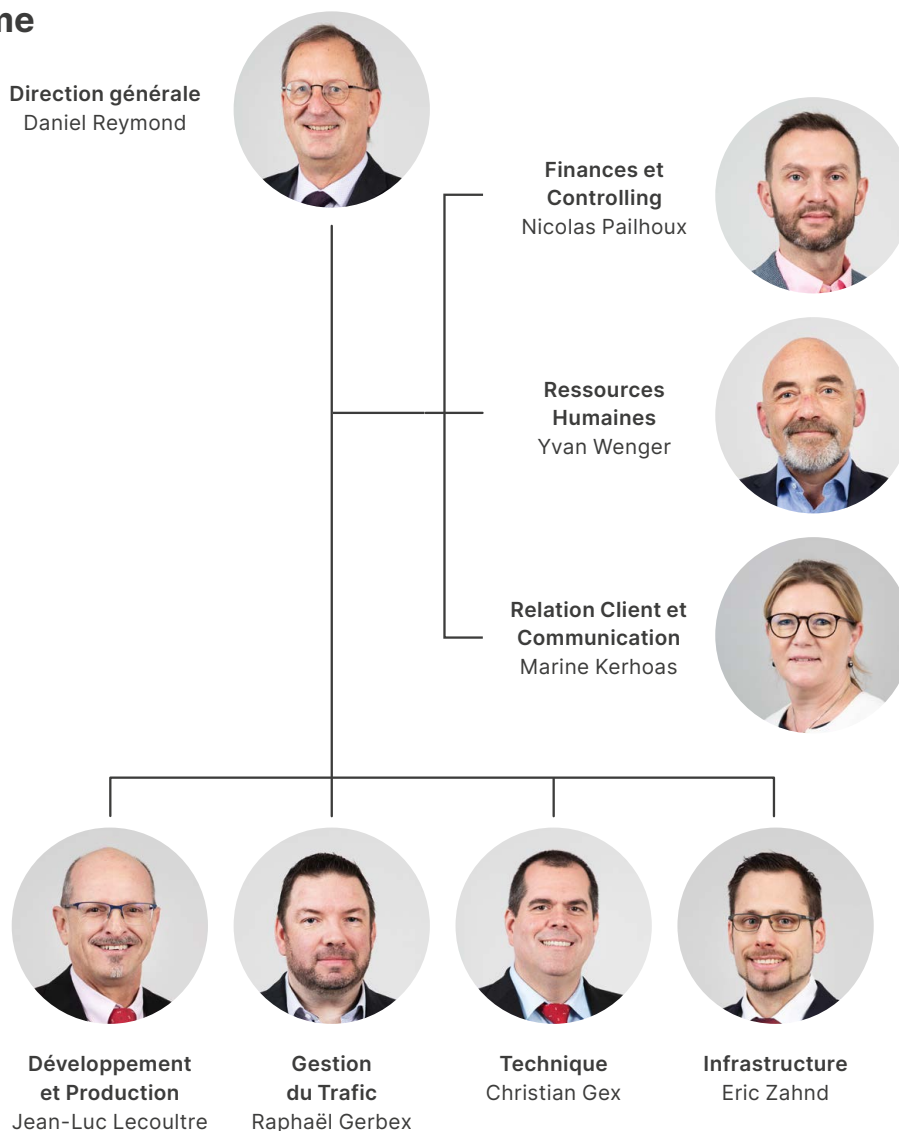 me
Direction générale
Daniel Reymond
Finances et
Controlling
Nicolas Pailhoux
Ressources
Humaines
Yvan Wenger
Relation Client et
Communication
Marine Kerhoas
Développement
et Production
Jean-Luc Lecoultre
Gestion
du Trafic
Raphaël Gerbex
Technique
Christian Gex
Infrastructure
Eric Zahnd